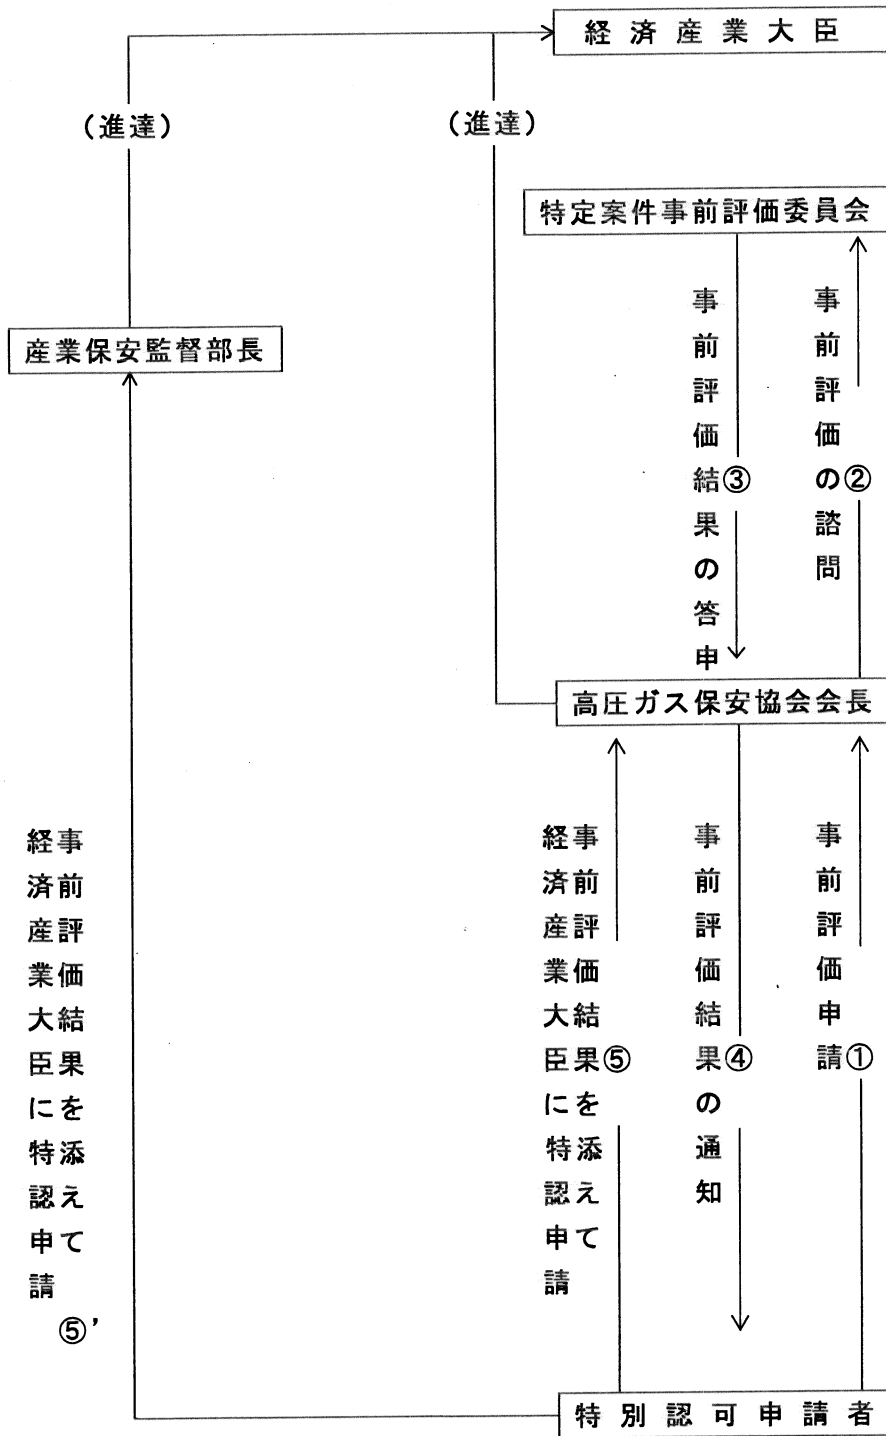 経済産業大臣
(進達)
(進達)
特定案件事前評価委員会
事前評価の諮問
②
事前評価結果の答申
③
産業保安監督部長
高圧ガス保安協会会長
事前評価申請
①
事前評価結果の通知
④
事前評価結果を添えて
経済産業大臣に特認申請
⑤
事前評価結果を添えて
経済産業大臣に特認申請
⑤'
特別認可申請者